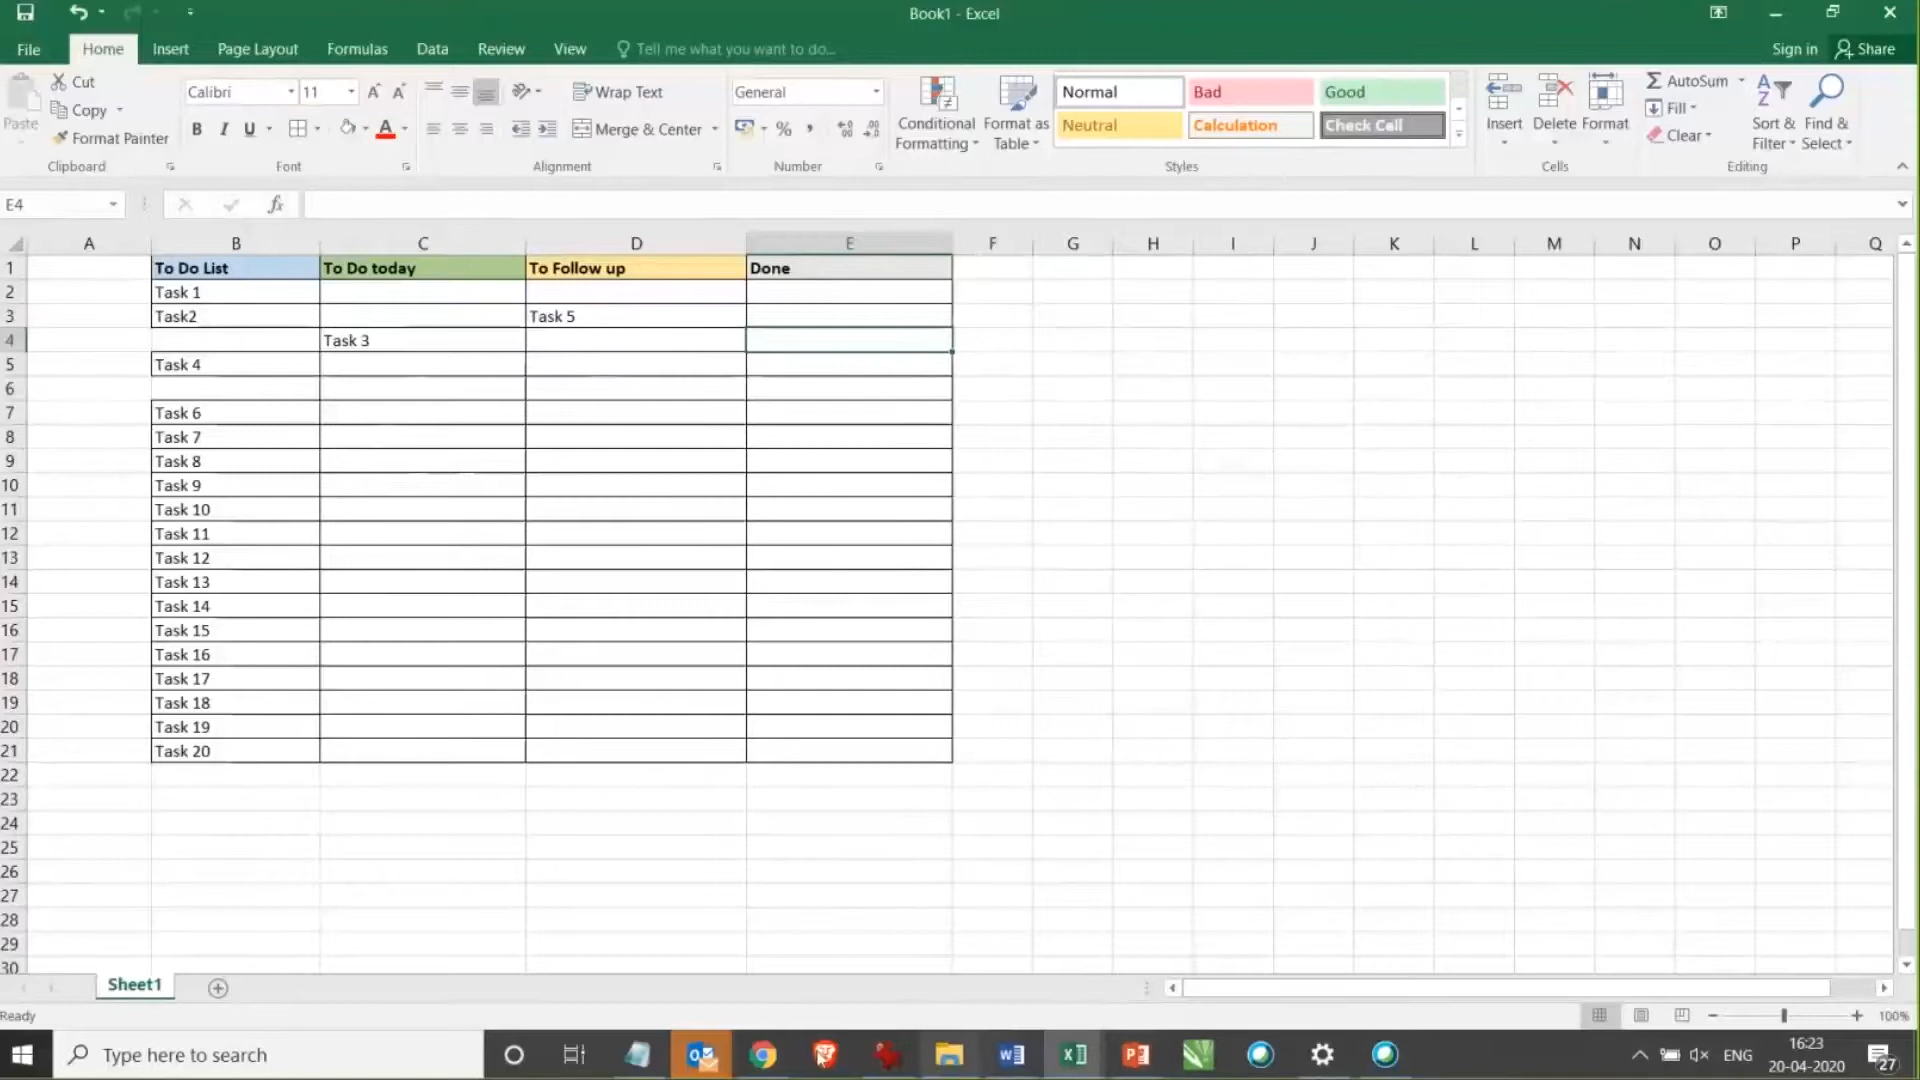 Book1 - Excel
File Home Insert Page Layout Formulas Data Review View Tell me what you want to do... Sign in Share
Paste Cut Copy Format Painter Clipboard
Calibri 11 A A B I U A Font
Wrap Text Merge & Center Alignment
General % , Number
Conditional Formatting Format as Table Normal Bad Good Neutral Calculation Check Cell Styles
Insert Delete Format Cells
AutoSum Fill Clear Sort & Filter Find & Select Editing
E4 fx
A B C D E F G H I J K L M N O P Q
1 To Do List To Do today To Follow up Done
2 Task 1
3 Task2 Task 5
4 Task 3
5 Task 4
6
7 Task 6
8 Task 7
9 Task 8
10 Task 9
11 Task 10
12 Task 11
13 Task 12
14 Task 13
15 Task 14
16 Task 15
17 Task 16
18 Task 17
19 Task 18
20 Task 19
21 Task 20
22
23
24
25
26
27
28
29
30
Sheet1
Ready 100%
Type here to search ENG 16:23
20-04-2020 27